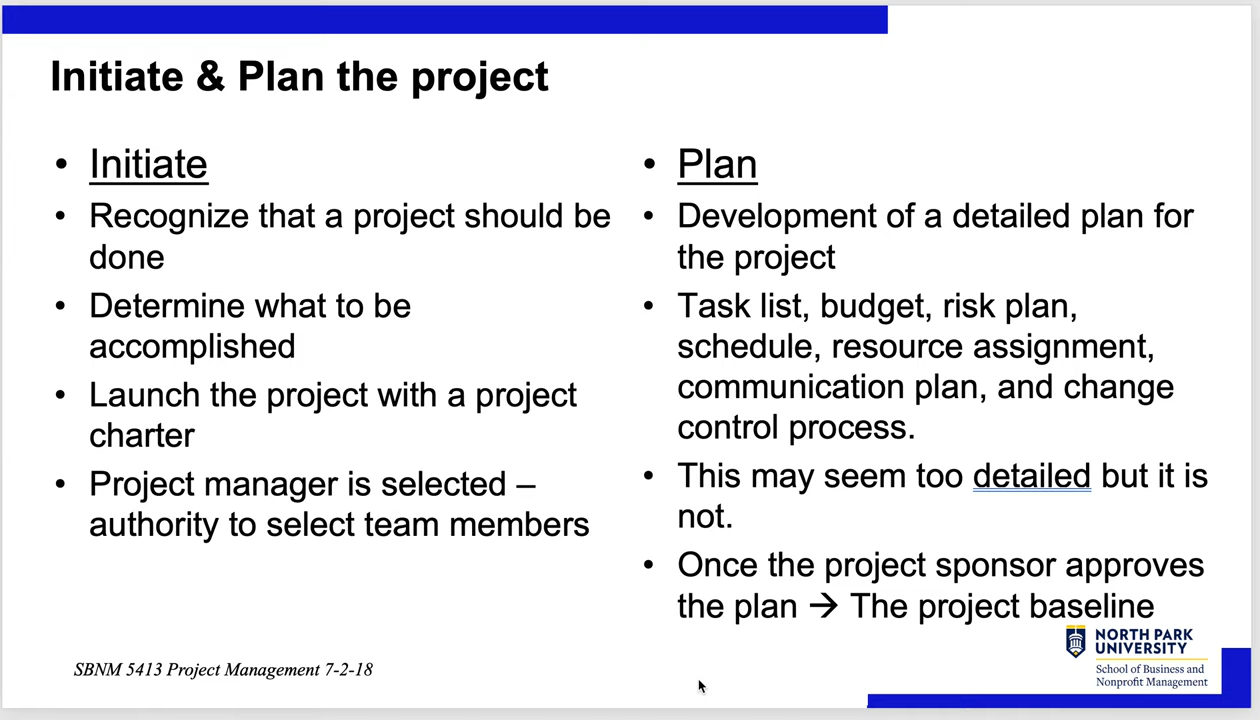 Initiate & Plan the project
• Initiate
• Recognize that a project should be
done
• Determine what to be
accomplished
• Launch the project with a project
charter
• Project manager is selected –
authority to select team members
• Plan
• Development of a detailed plan for
the project
• Task list, budget, risk plan,
schedule, resource assignment,
communication plan, and change
control process.
• This may seem too detailed but it is
not.
• Once the project sponsor approves
the plan → The project baseline
SBNM 5413 Project Management 7-2-18
NORTH PARK
UNIVERSITY
School of Business and
Nonprofit Management